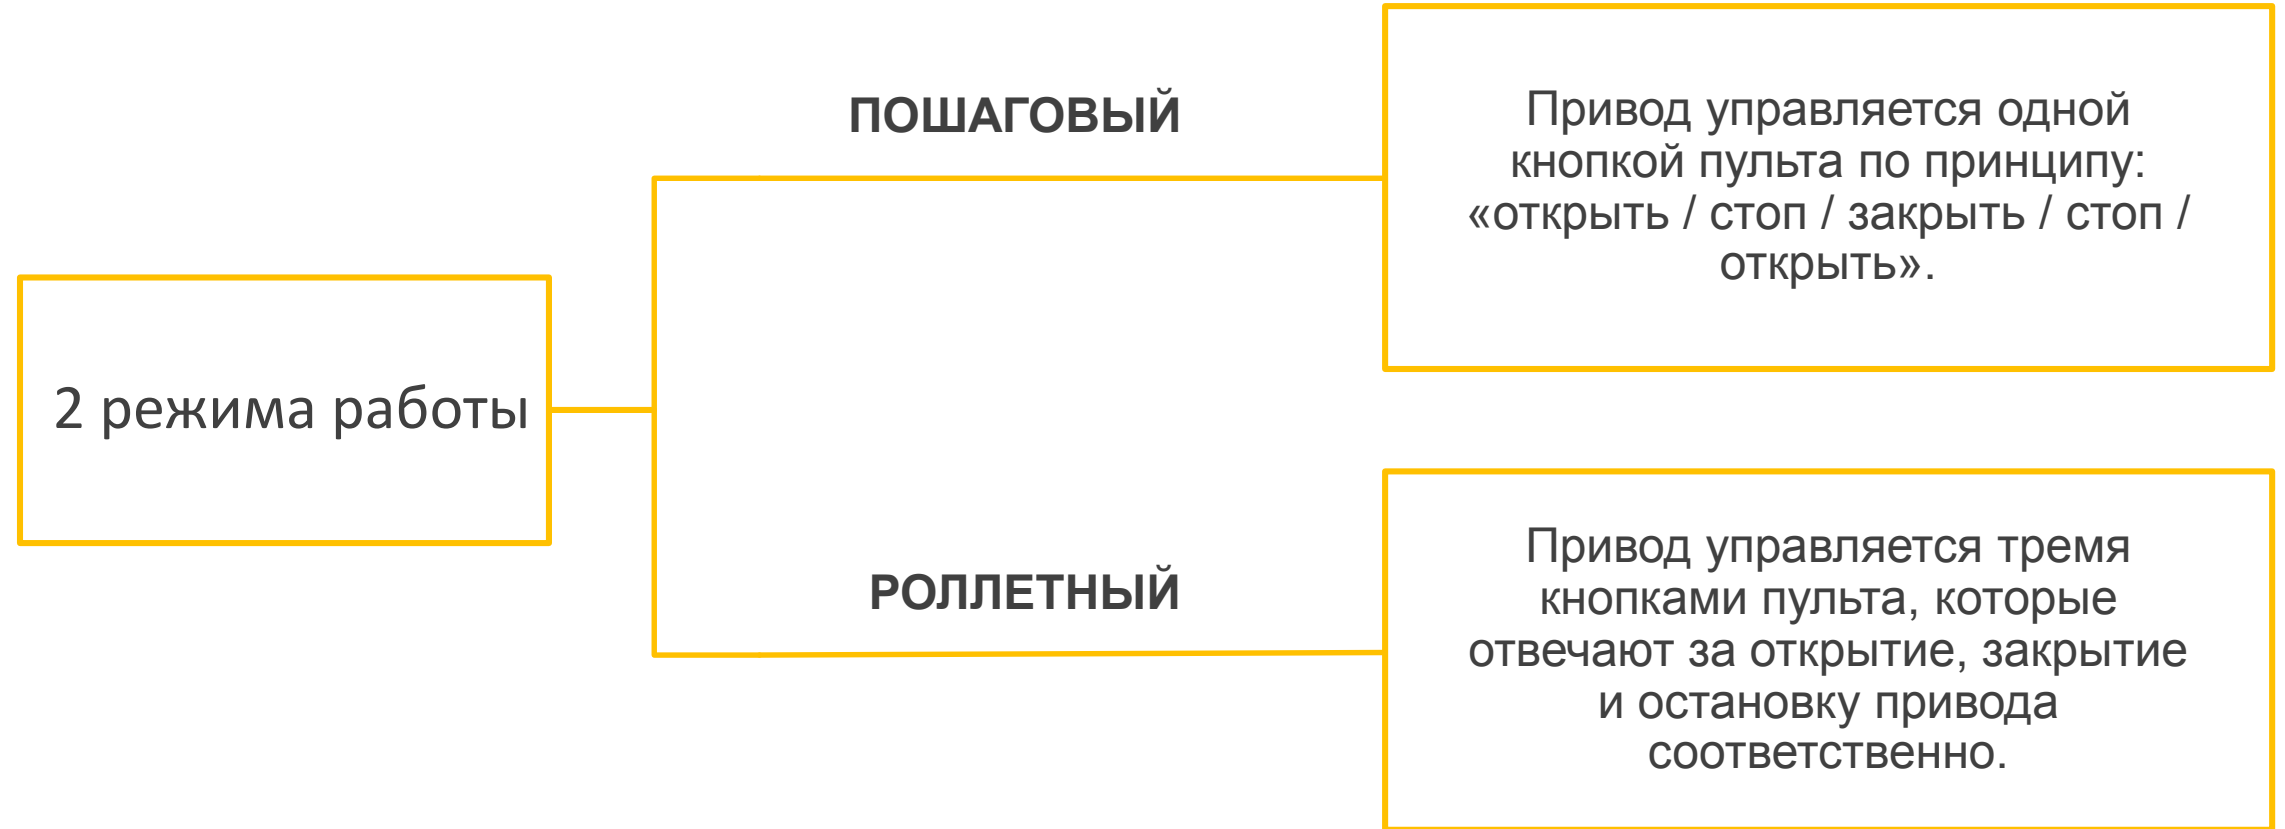 2 режима работы
ПОШАГОВЫЙ
Привод управляется одной
кнопкой пульта по принципу:
«открыть / стоп / закрыть / стоп /
открыть».
РОЛЛЕТНЫЙ
Привод управляется тремя
кнопками пульта, которые
отвечают за открытие, закрытие
и остановку привода
соответственно.